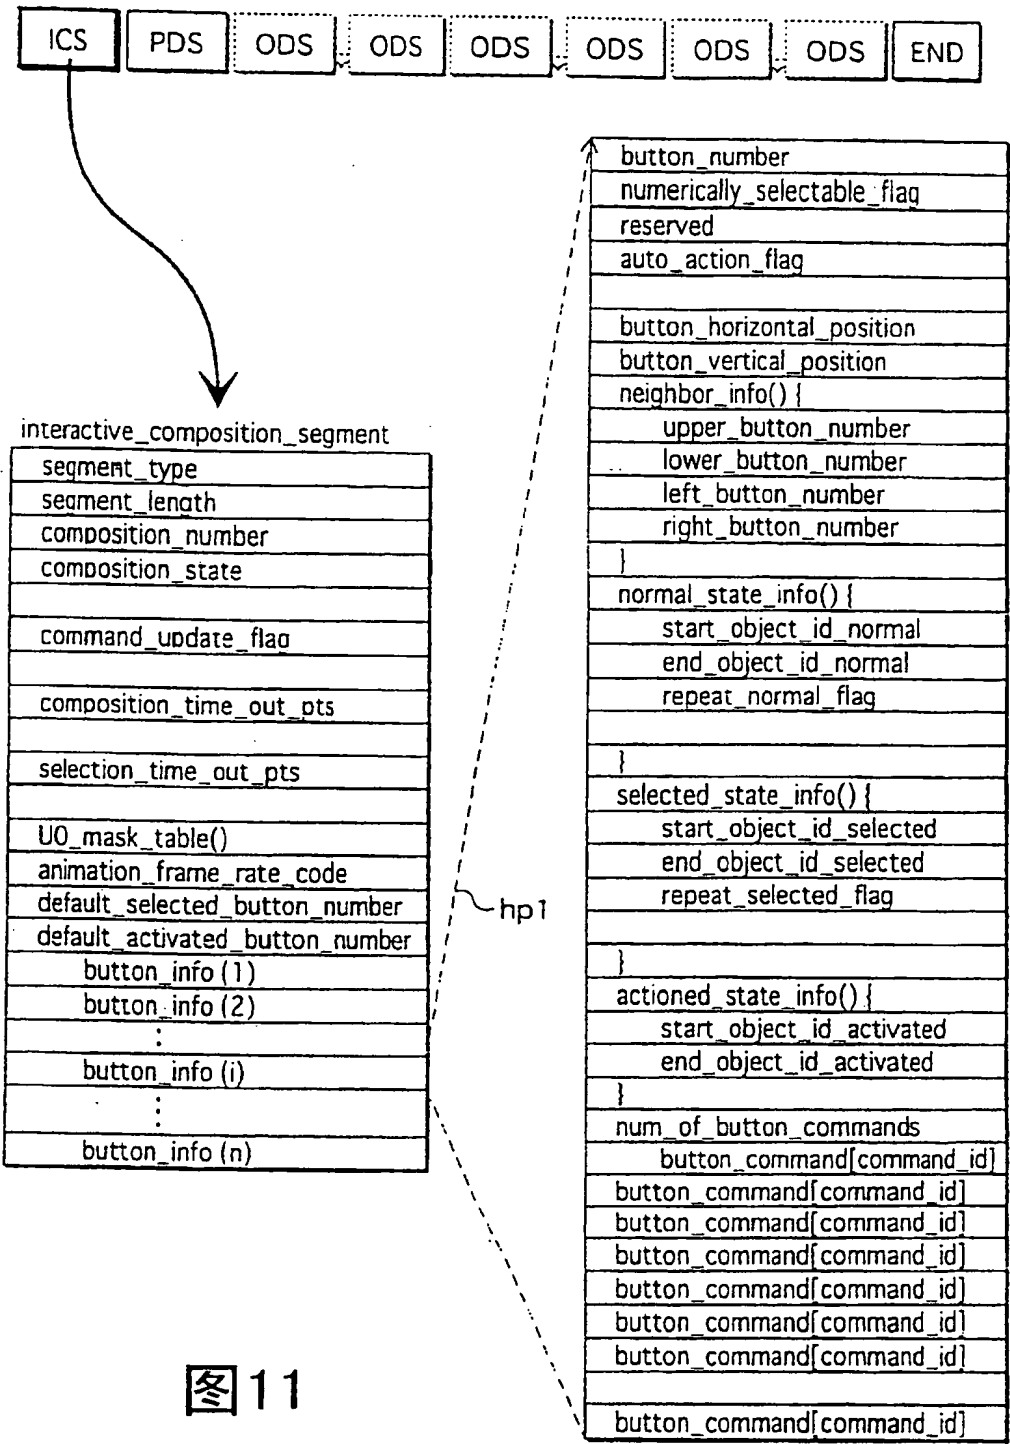 ICS PDS ODS ODS ODS ODS ODS ODS END
interactive_composition_segment
segment_type
segment_length
composition_number
composition_state
command_update_flag
composition_time_out_pts
selection_time_out_pts
UO_mask_table()
animation_frame_rate_code
default_selected_button_number
default_activated_button_number
button_info (1)
button_info (2)
⋮
button_info (i)
⋮
button_info (n)
hp1
button_number
numerically_selectable_flag
reserved
auto_action_flag
button_horizontal_position
button_vertical_position
neighbor_info() {
upper_button_number
lower_button_number
left_button_number
right_button_number
}
normal_state_info() {
start_object_id_normal
end_object_id_normal
repeat_normal_flag
}
selected_state_info() {
start_object_id_selected
end_object_id_selected
repeat_selected_flag
}
actioned_state_info() {
start_object_id_activated
end_object_id_activated
}
num_of_button_commands
button_command[command_id]
button_command[command_id]
button_command[command_id]
button_command[command_id]
button_command[command_id]
button_command[command_id]
button_command[command_id]
button_command[command_id]
图11